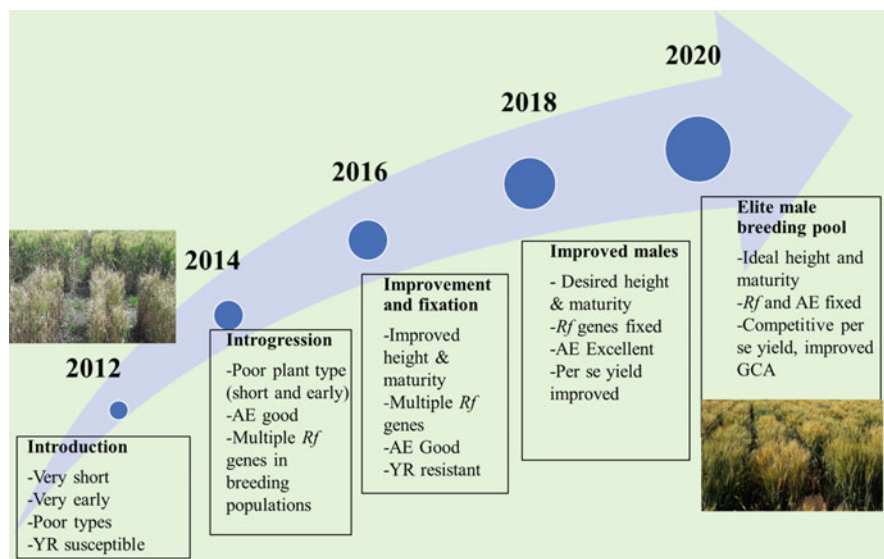 2012
Introduction
-Very short
-Very early
-Poor types
-YR susceptible
2014
Introgression
-Poor plant type
(short and early)
-AE good
-Multiple Rf
genes in
breeding
populations
2016
Improvement
and fixation
-Improved
height &
maturity
-Multiple Rf
genes
-AE Good
-YR resistant
2018
Improved males
- Desired height
& maturity
-Rf genes fixed
-AE Excellent
-Per se yield
improved
2020
Elite male
breeding pool
-Ideal height and
maturity
-Rf and AE fixed
-Competitive per
se yield, improved
GCA